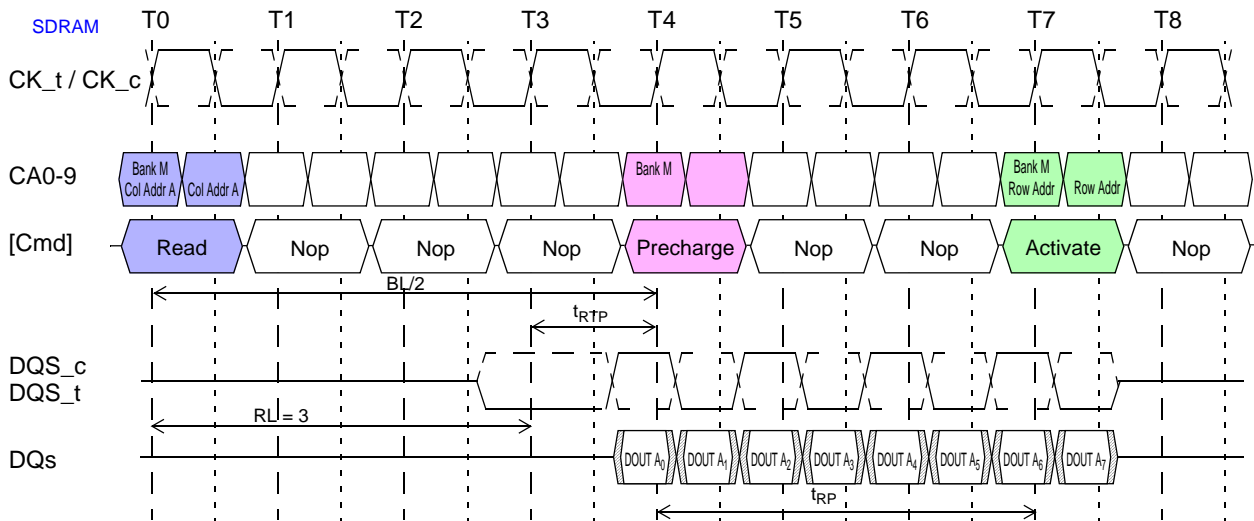 SDRAM T0 T1 T2 T3 T4 T5 T6 T7 T8
CK_t / CK_c
CA0-9
Bank M
Col Addr A
Col Addr A
Bank M
Bank M
Row Addr
Row Addr
[Cmd] Read Nop Nop Nop Precharge Nop Nop Activate Nop
BL/2
tRTP
DQS_c
DQS_t
RL = 3
DQs DOUT A0 DOUT A1 DOUT A2 DOUT A3 DOUT A4 DOUT A5 DOUT A6 DOUT A7
tRP